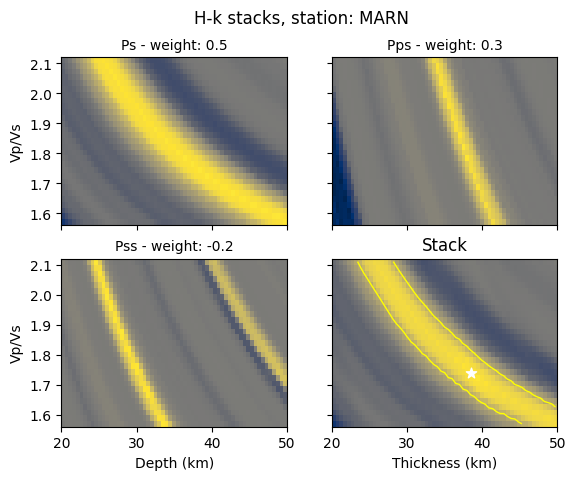 H-k stacks, station: MARN
Ps - weight: 0.5
Pps - weight: 0.3
2.1
2.0
1.9
1.8
1.7
1.6
Vp/Vs
Pss - weight: -0.2
Stack
2.1
2.0
1.9
1.8
1.7
1.6
Vp/Vs
20 30 40 50
20 30 40 50
Depth (km)
Thickness (km)